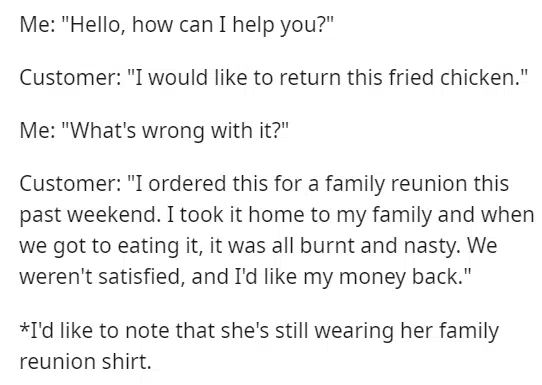 Me: "Hello, how can I help you?"
Customer: "I would like to return this fried chicken."
Me: "What's wrong with it?"
Customer: "I ordered this for a family reunion this
past weekend. I took it home to my family and when
we got to eating it, it was all burnt and nasty. We
weren't satisfied, and I'd like my money back."
*I'd like to note that she's still wearing her family
reunion shirt.